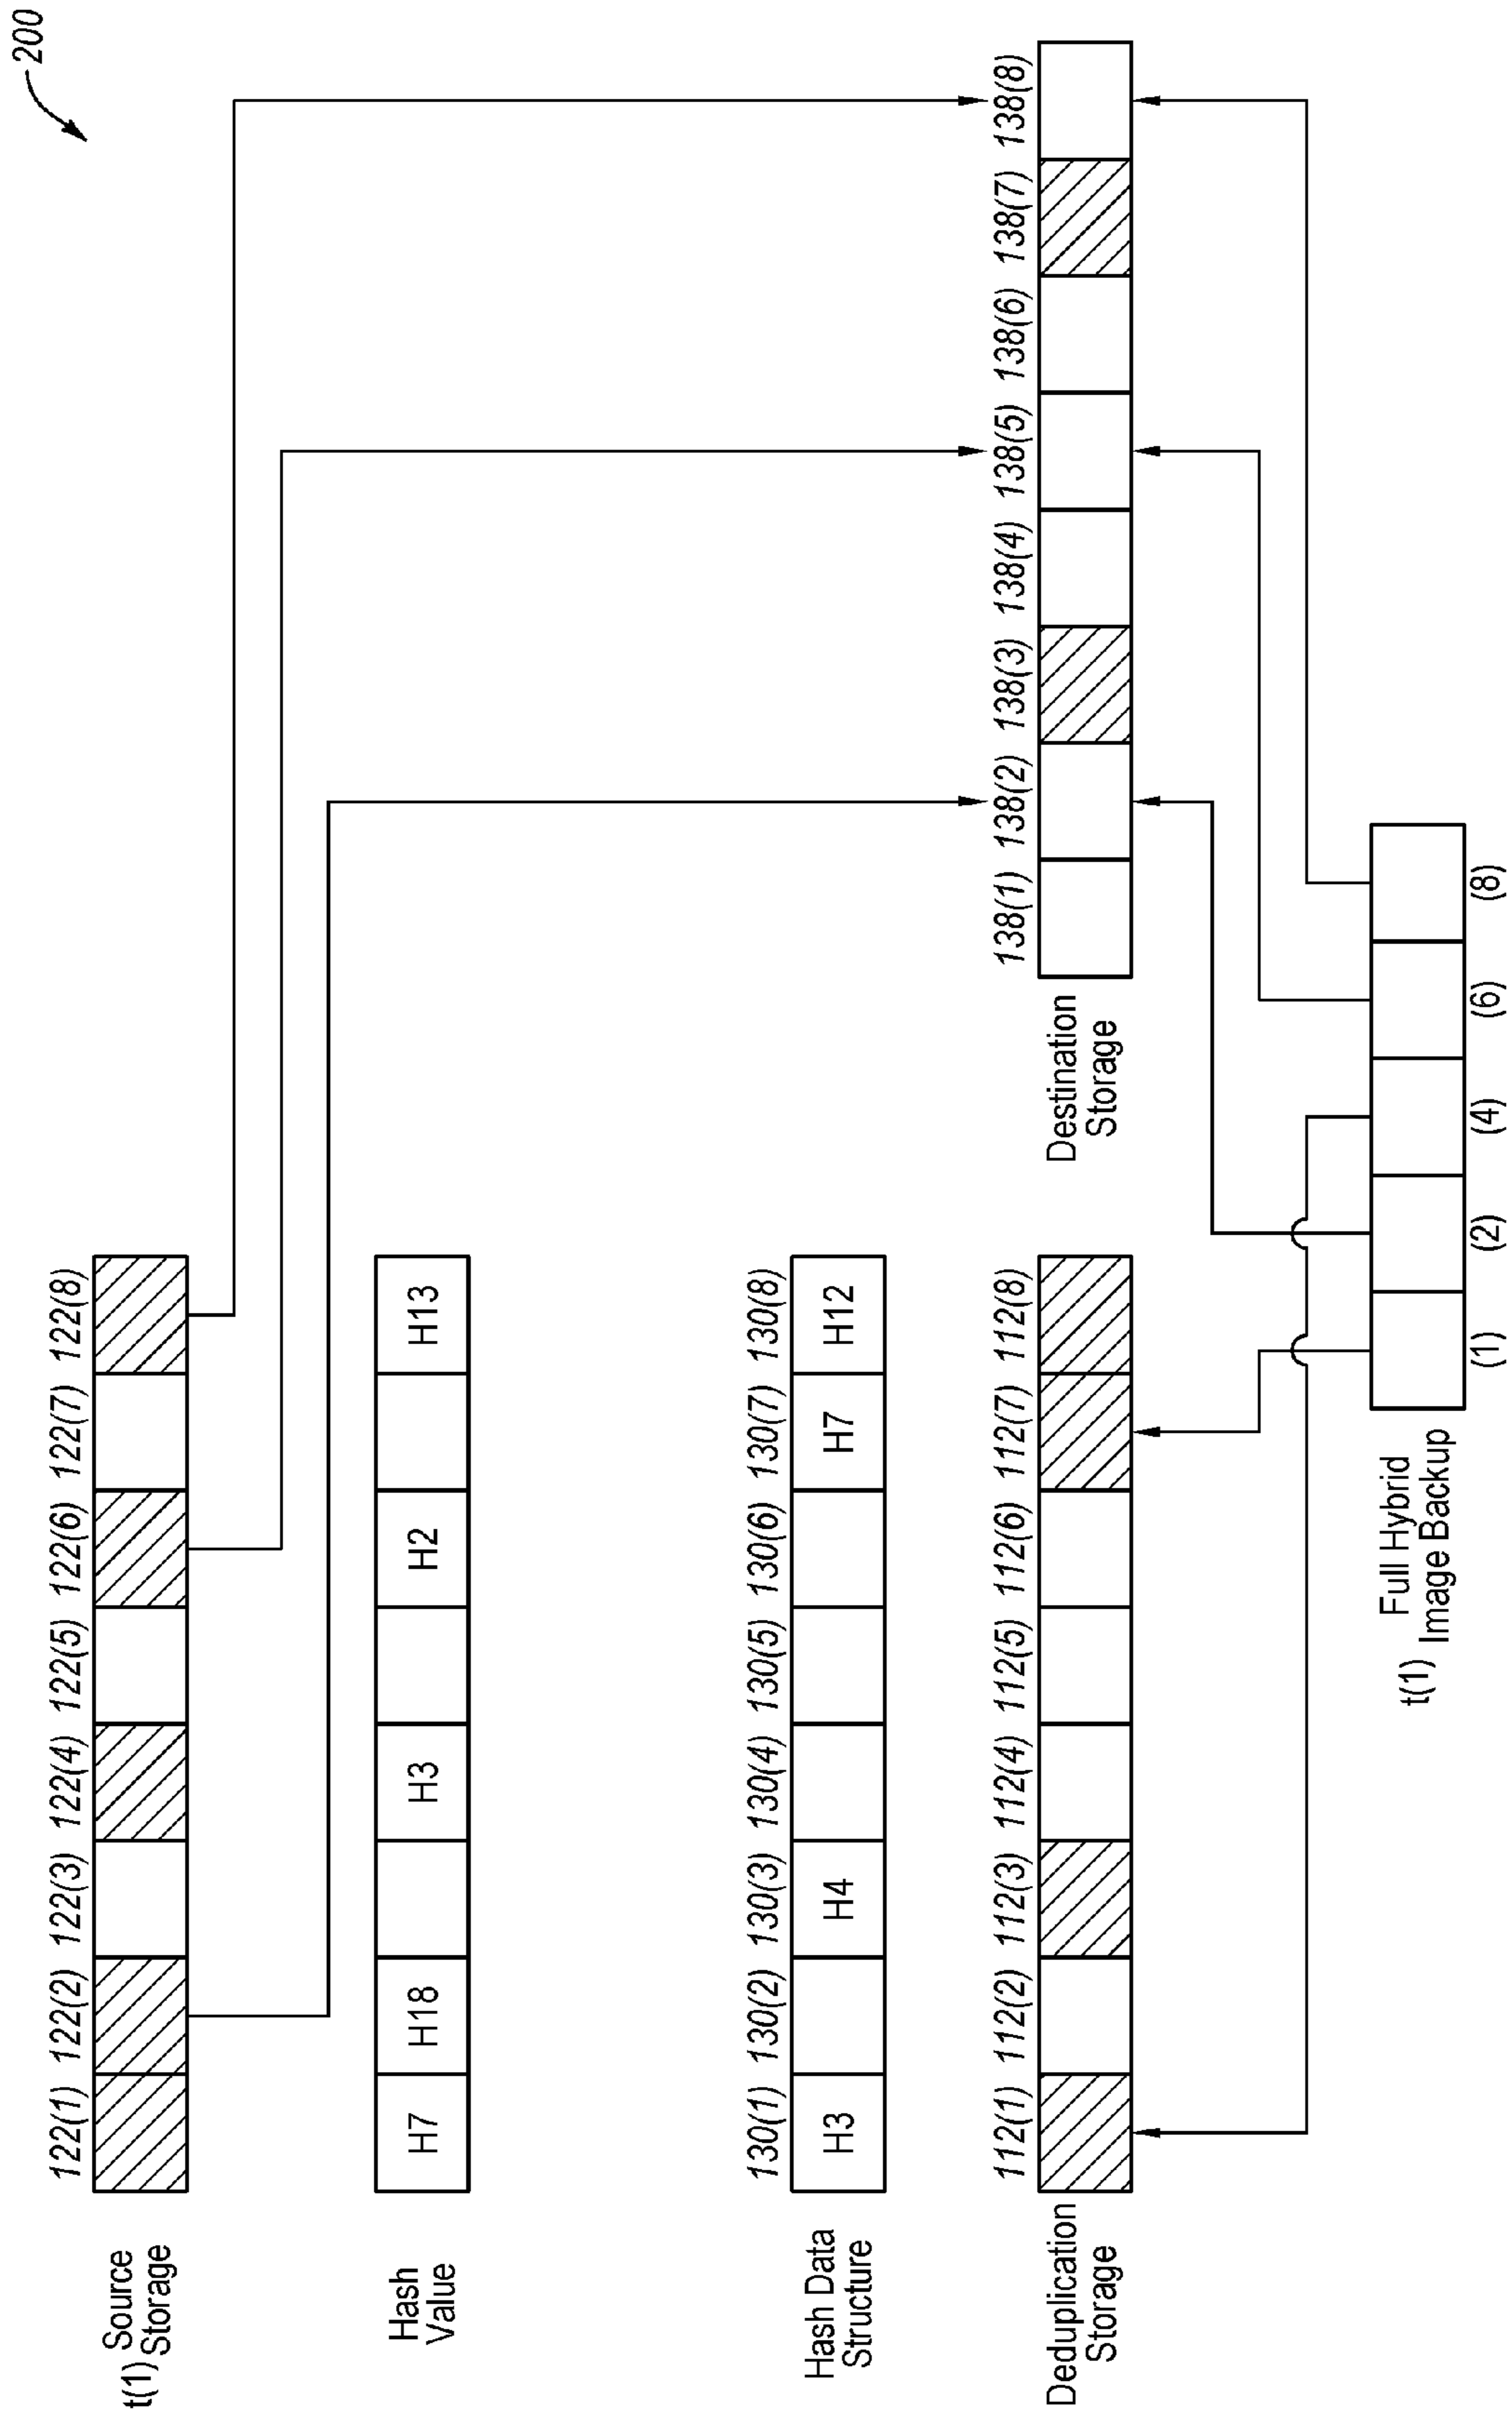 200
122(1) 122(2) 122(3) 122(4) 122(5) 122(6) 122(7) 122(8)
t(1) Source
Storage
Hash
Value
H7 H18 H3 H2 H13
130(1) 130(2) 130(3) 130(4) 130(5) 130(6) 130(7) 130(8)
Hash Data
Structure
H3 H4 H7 H12
112(1) 112(2) 112(3) 112(4) 112(5) 112(6) 112(7) 112(8)
Deduplication
Storage
138(1) 138(2) 138(3) 138(4) 138(5) 138(6) 138(7) 138(8)
Destination
Storage
Full Hybrid
t(1) Image Backup
(1) (2) (4) (6) (8)